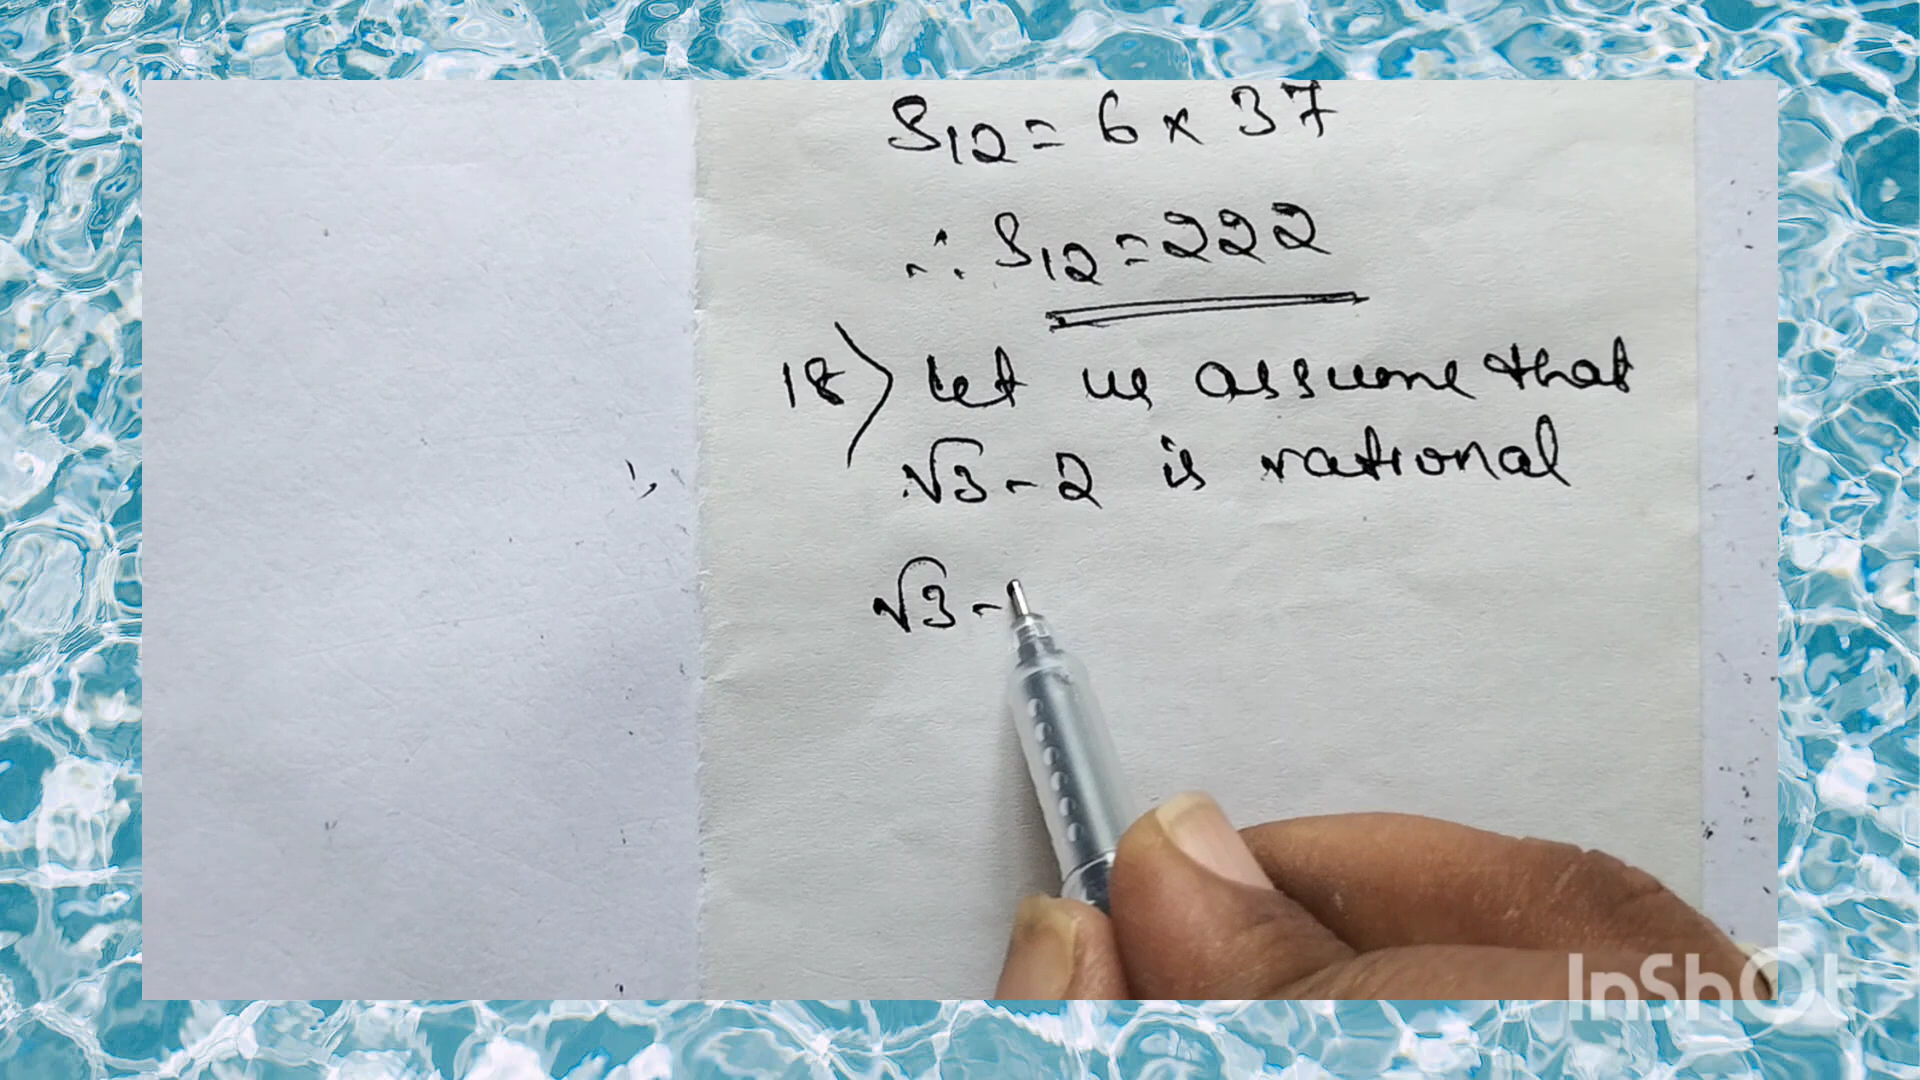 S12 = 6 × 37
∴ S12 = 222
18) Let us assume that
√3 - 2 is rational
√3 -
InShOt